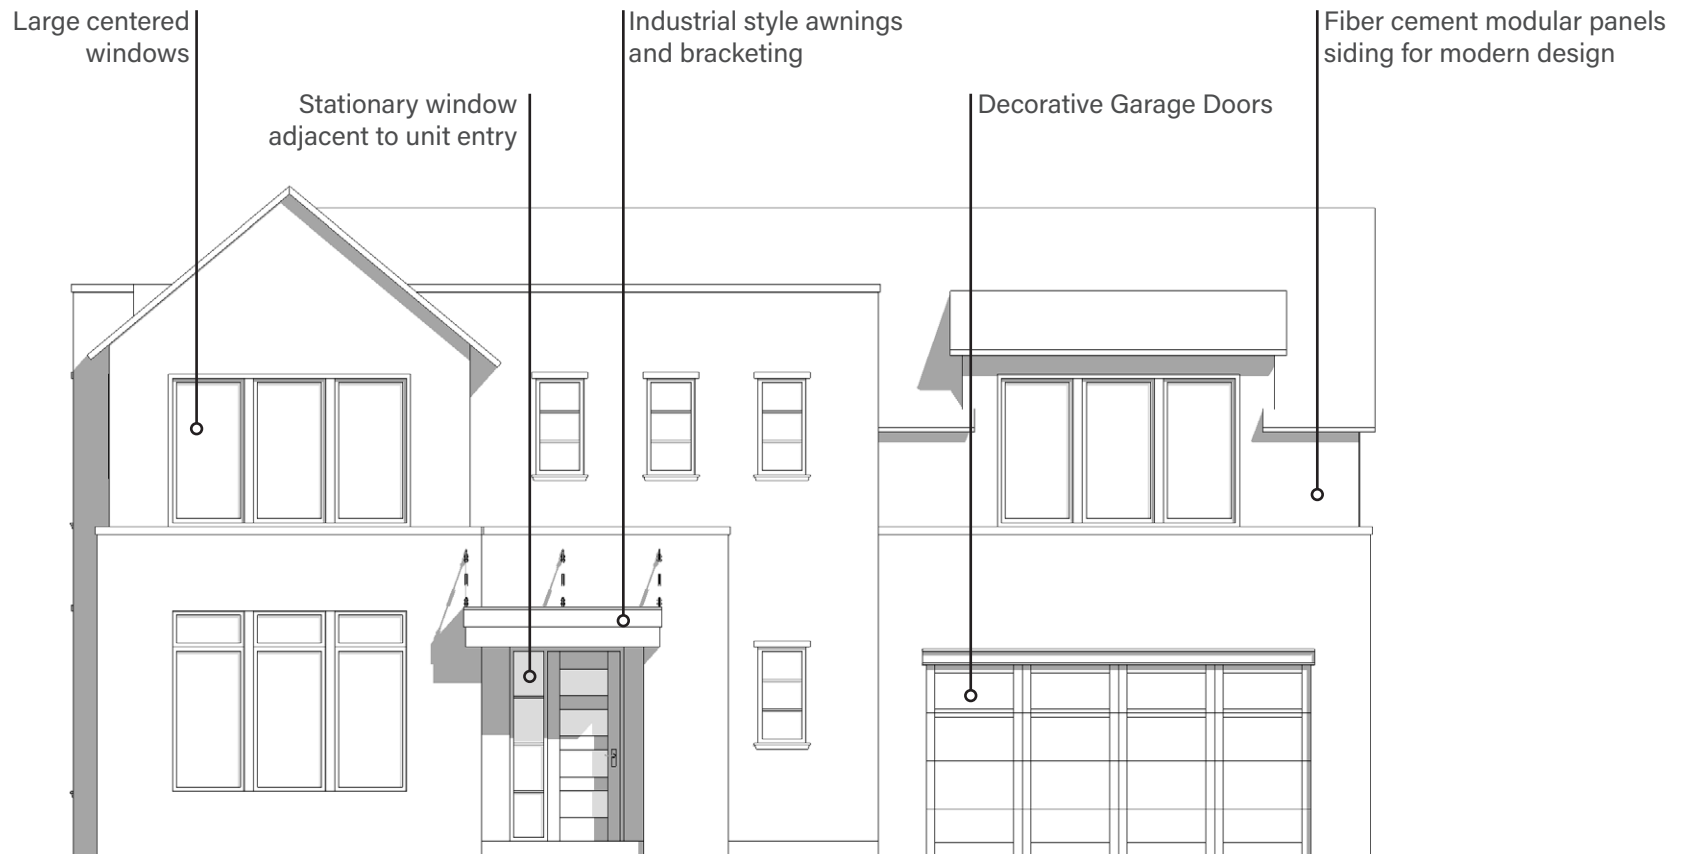 Large centered
windows
Industrial style awnings
and bracketing
Fiber cement modular panels
siding for modern design
Stationary window
adjacent to unit entry
Decorative Garage Doors